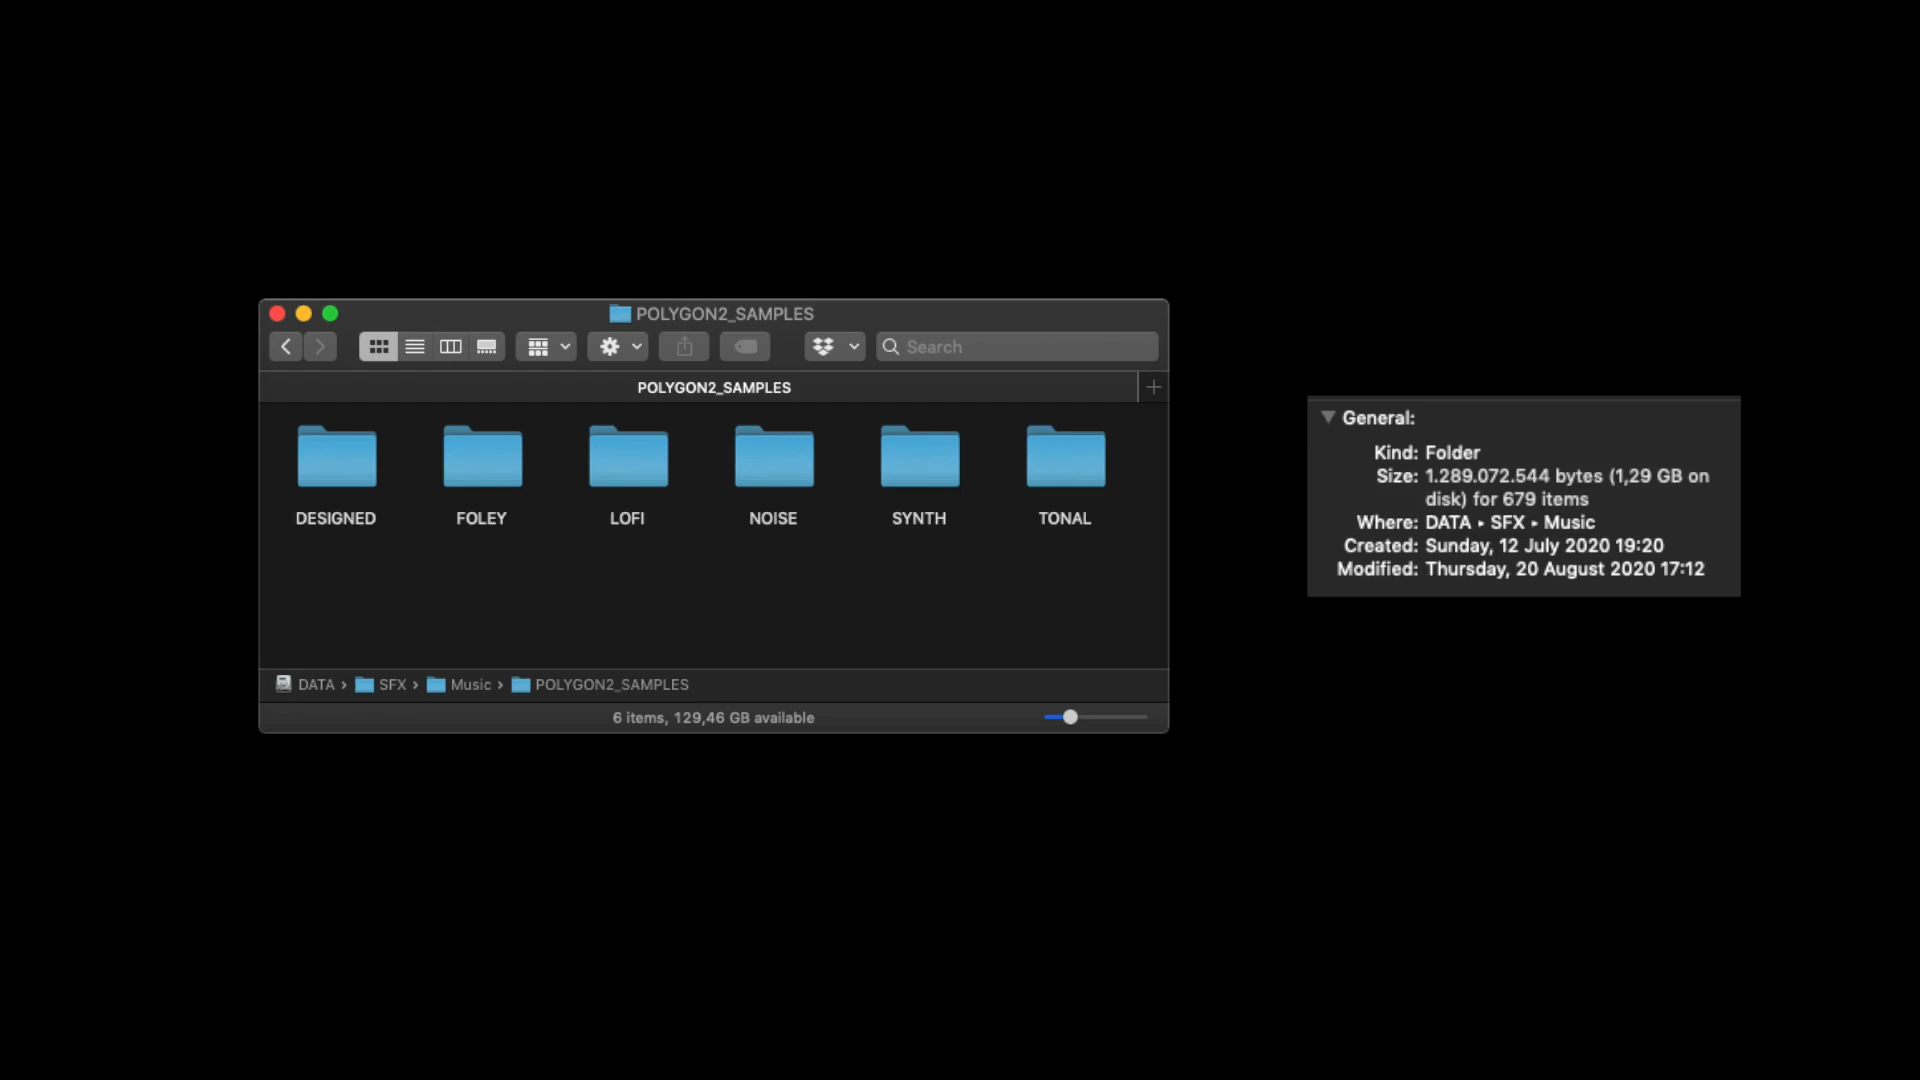 POLYGON2_SAMPLES
Search
POLYGON2_SAMPLES
DESIGNED
FOLEY
LOFI
NOISE
SYNTH
TONAL
DATA › SFX › Music › POLYGON2_SAMPLES
6 items, 129,46 GB available
General:
Kind: Folder
Size: 1.289.072.544 bytes (1,29 GB on
disk) for 679 items
Where: DATA ‣ SFX ‣ Music
Created: Sunday, 12 July 2020 19:20
Modified: Thursday, 20 August 2020 17:12